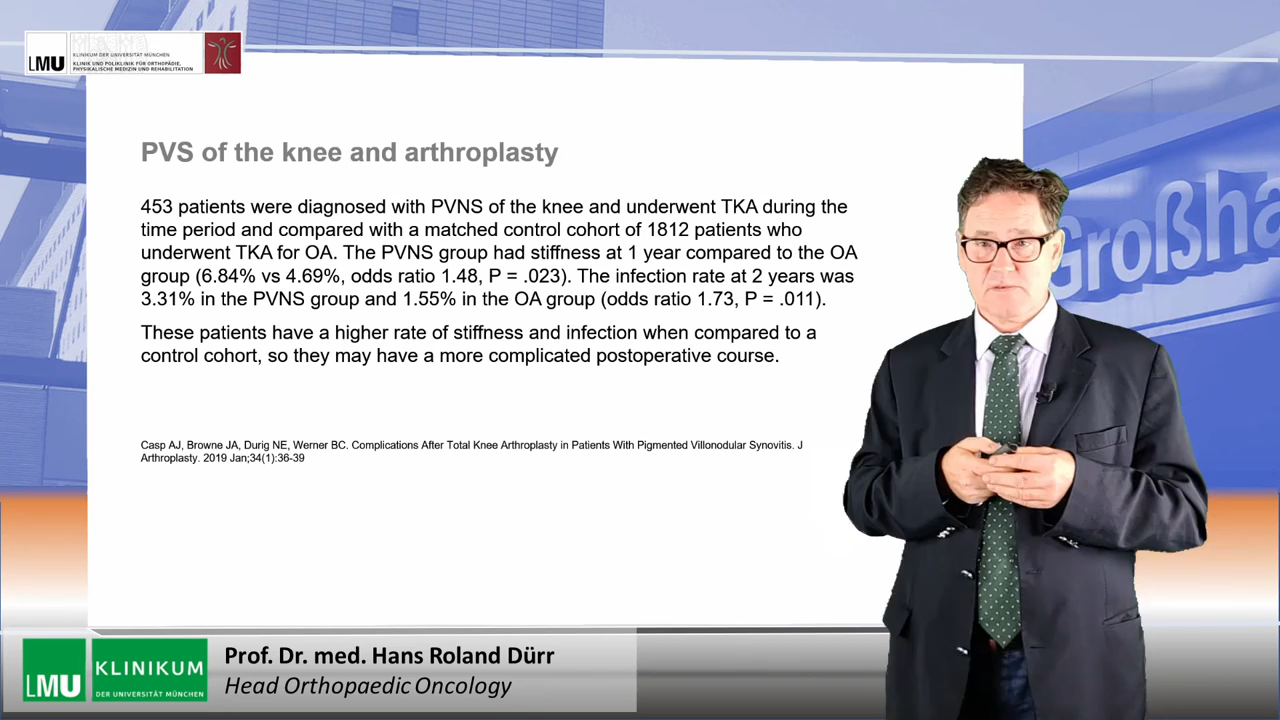 LMU
KLINIKUM DER UNIVERSITÄT MÜNCHEN
KLINIK UND POLIKLINIK FÜR ORTHOPÄDIE,
PHYSIKALISCHE MEDIZIN UND REHABILITATION
Großha
PVS of the knee and arthroplasty
453 patients were diagnosed with PVNS of the knee and underwent TKA during the
time period and compared with a matched control cohort of 1812 patients who
underwent TKA for OA. The PVNS group had stiffness at 1 year compared to the OA
group (6.84% vs 4.69%, odds ratio 1.48, P = .023). The infection rate at 2 years was
3.31% in the PVNS group and 1.55% in the OA group (odds ratio 1.73, P = .011).
These patients have a higher rate of stiffness and infection when compared to a
control cohort, so they may have a more complicated postoperative course.
Casp AJ, Browne JA, Durig NE, Werner BC. Complications After Total Knee Arthroplasty in Patients With Pigmented Villonodular Synovitis. J
Arthroplasty. 2019 Jan;34(1):36-39
LMU
KLINIKUM
DER UNIVERSITÄT MÜNCHEN
Prof. Dr. med. Hans Roland Dürr
Head Orthopaedic Oncology